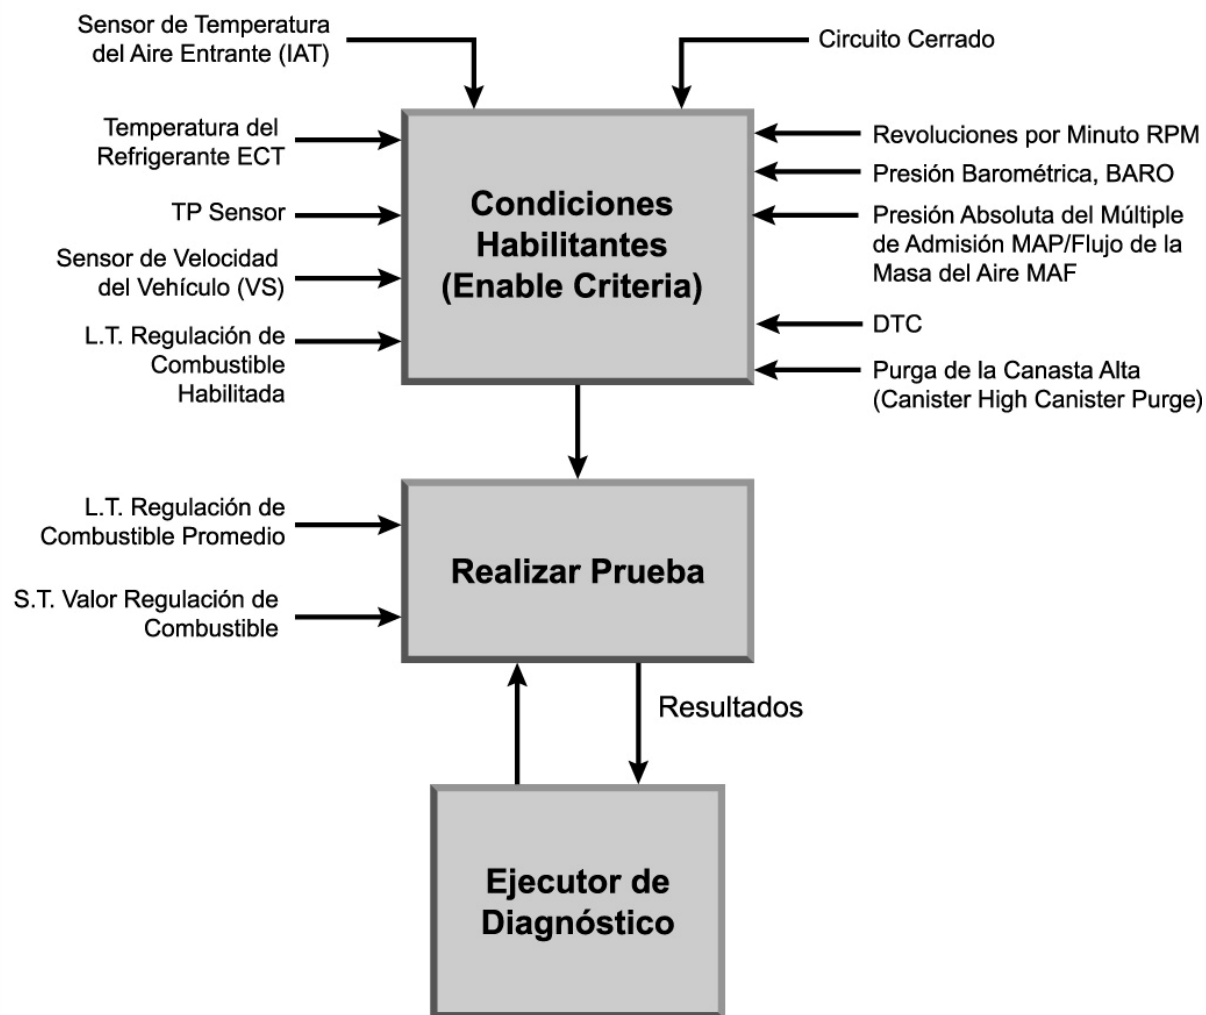 Sensor de Temperatura
del Aire Entrante (IAT)
Circuito Cerrado
Temperatura del
Refrigerante ECT
TP Sensor
Sensor de Velocidad
del Vehículo (VS)
L.T. Regulación de
Combustible
Habilitada
Condiciones
Habilitantes
(Enable Criteria)
Revoluciones por Minuto RPM
Presión Barométrica, BARO
Presión Absoluta del Múltiple
de Admisión MAP/Flujo de la
Masa del Aire MAF
DTC
Purga de la Canasta Alta
(Canister High Canister Purge)
L.T. Regulación de
Combustible Promedio
S.T. Valor Regulación de
Combustible
Realizar Prueba
Resultados
Ejecutor de
Diagnóstico